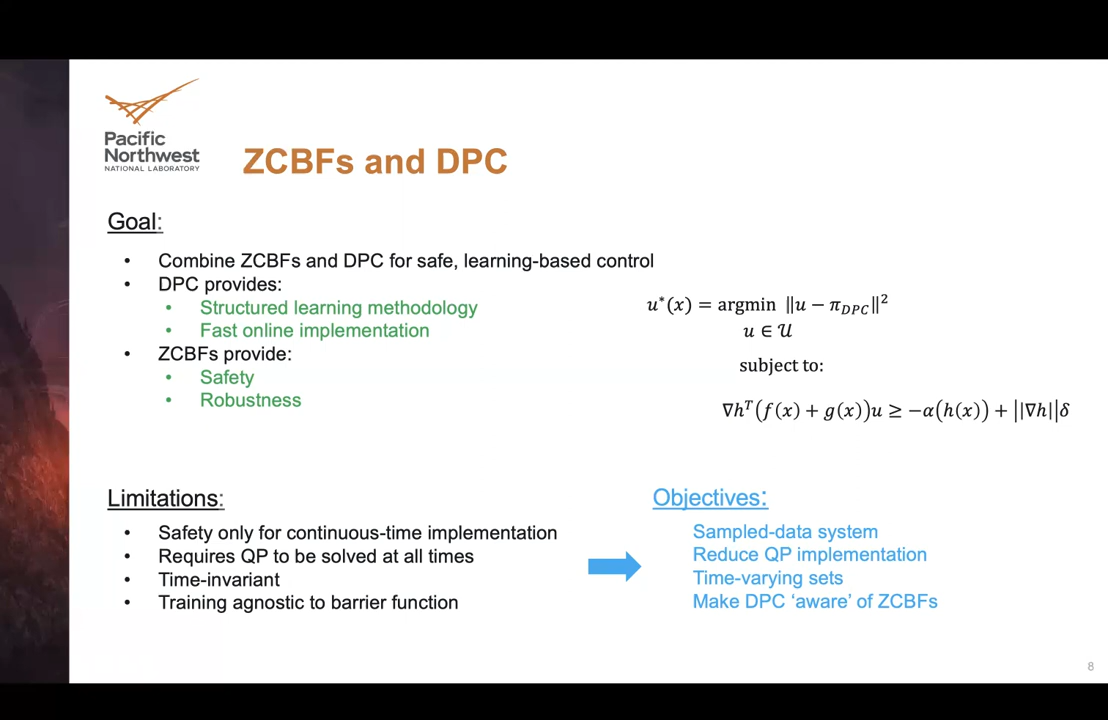 Pacific
Northwest
NATIONAL LABORATORY
ZCBFs and DPC
Goal:
• Combine ZCBFs and DPC for safe, learning-based control
• DPC provides:
• Structured learning methodology
• Fast online implementation
• ZCBFs provide:
• Safety
• Robustness
u*(x) = argmin ‖u − π_DPC‖²
u ∈ 𝒰
subject to:
∇hᵀ(f(x) + g(x))u ≥ −α(h(x)) + ||∇h||δ
Limitations:
• Safety only for continuous-time implementation
• Requires QP to be solved at all times
• Time-invariant
• Training agnostic to barrier function
Objectives:
Sampled-data system
Reduce QP implementation
Time-varying sets
Make DPC ‘aware’ of ZCBFs
8